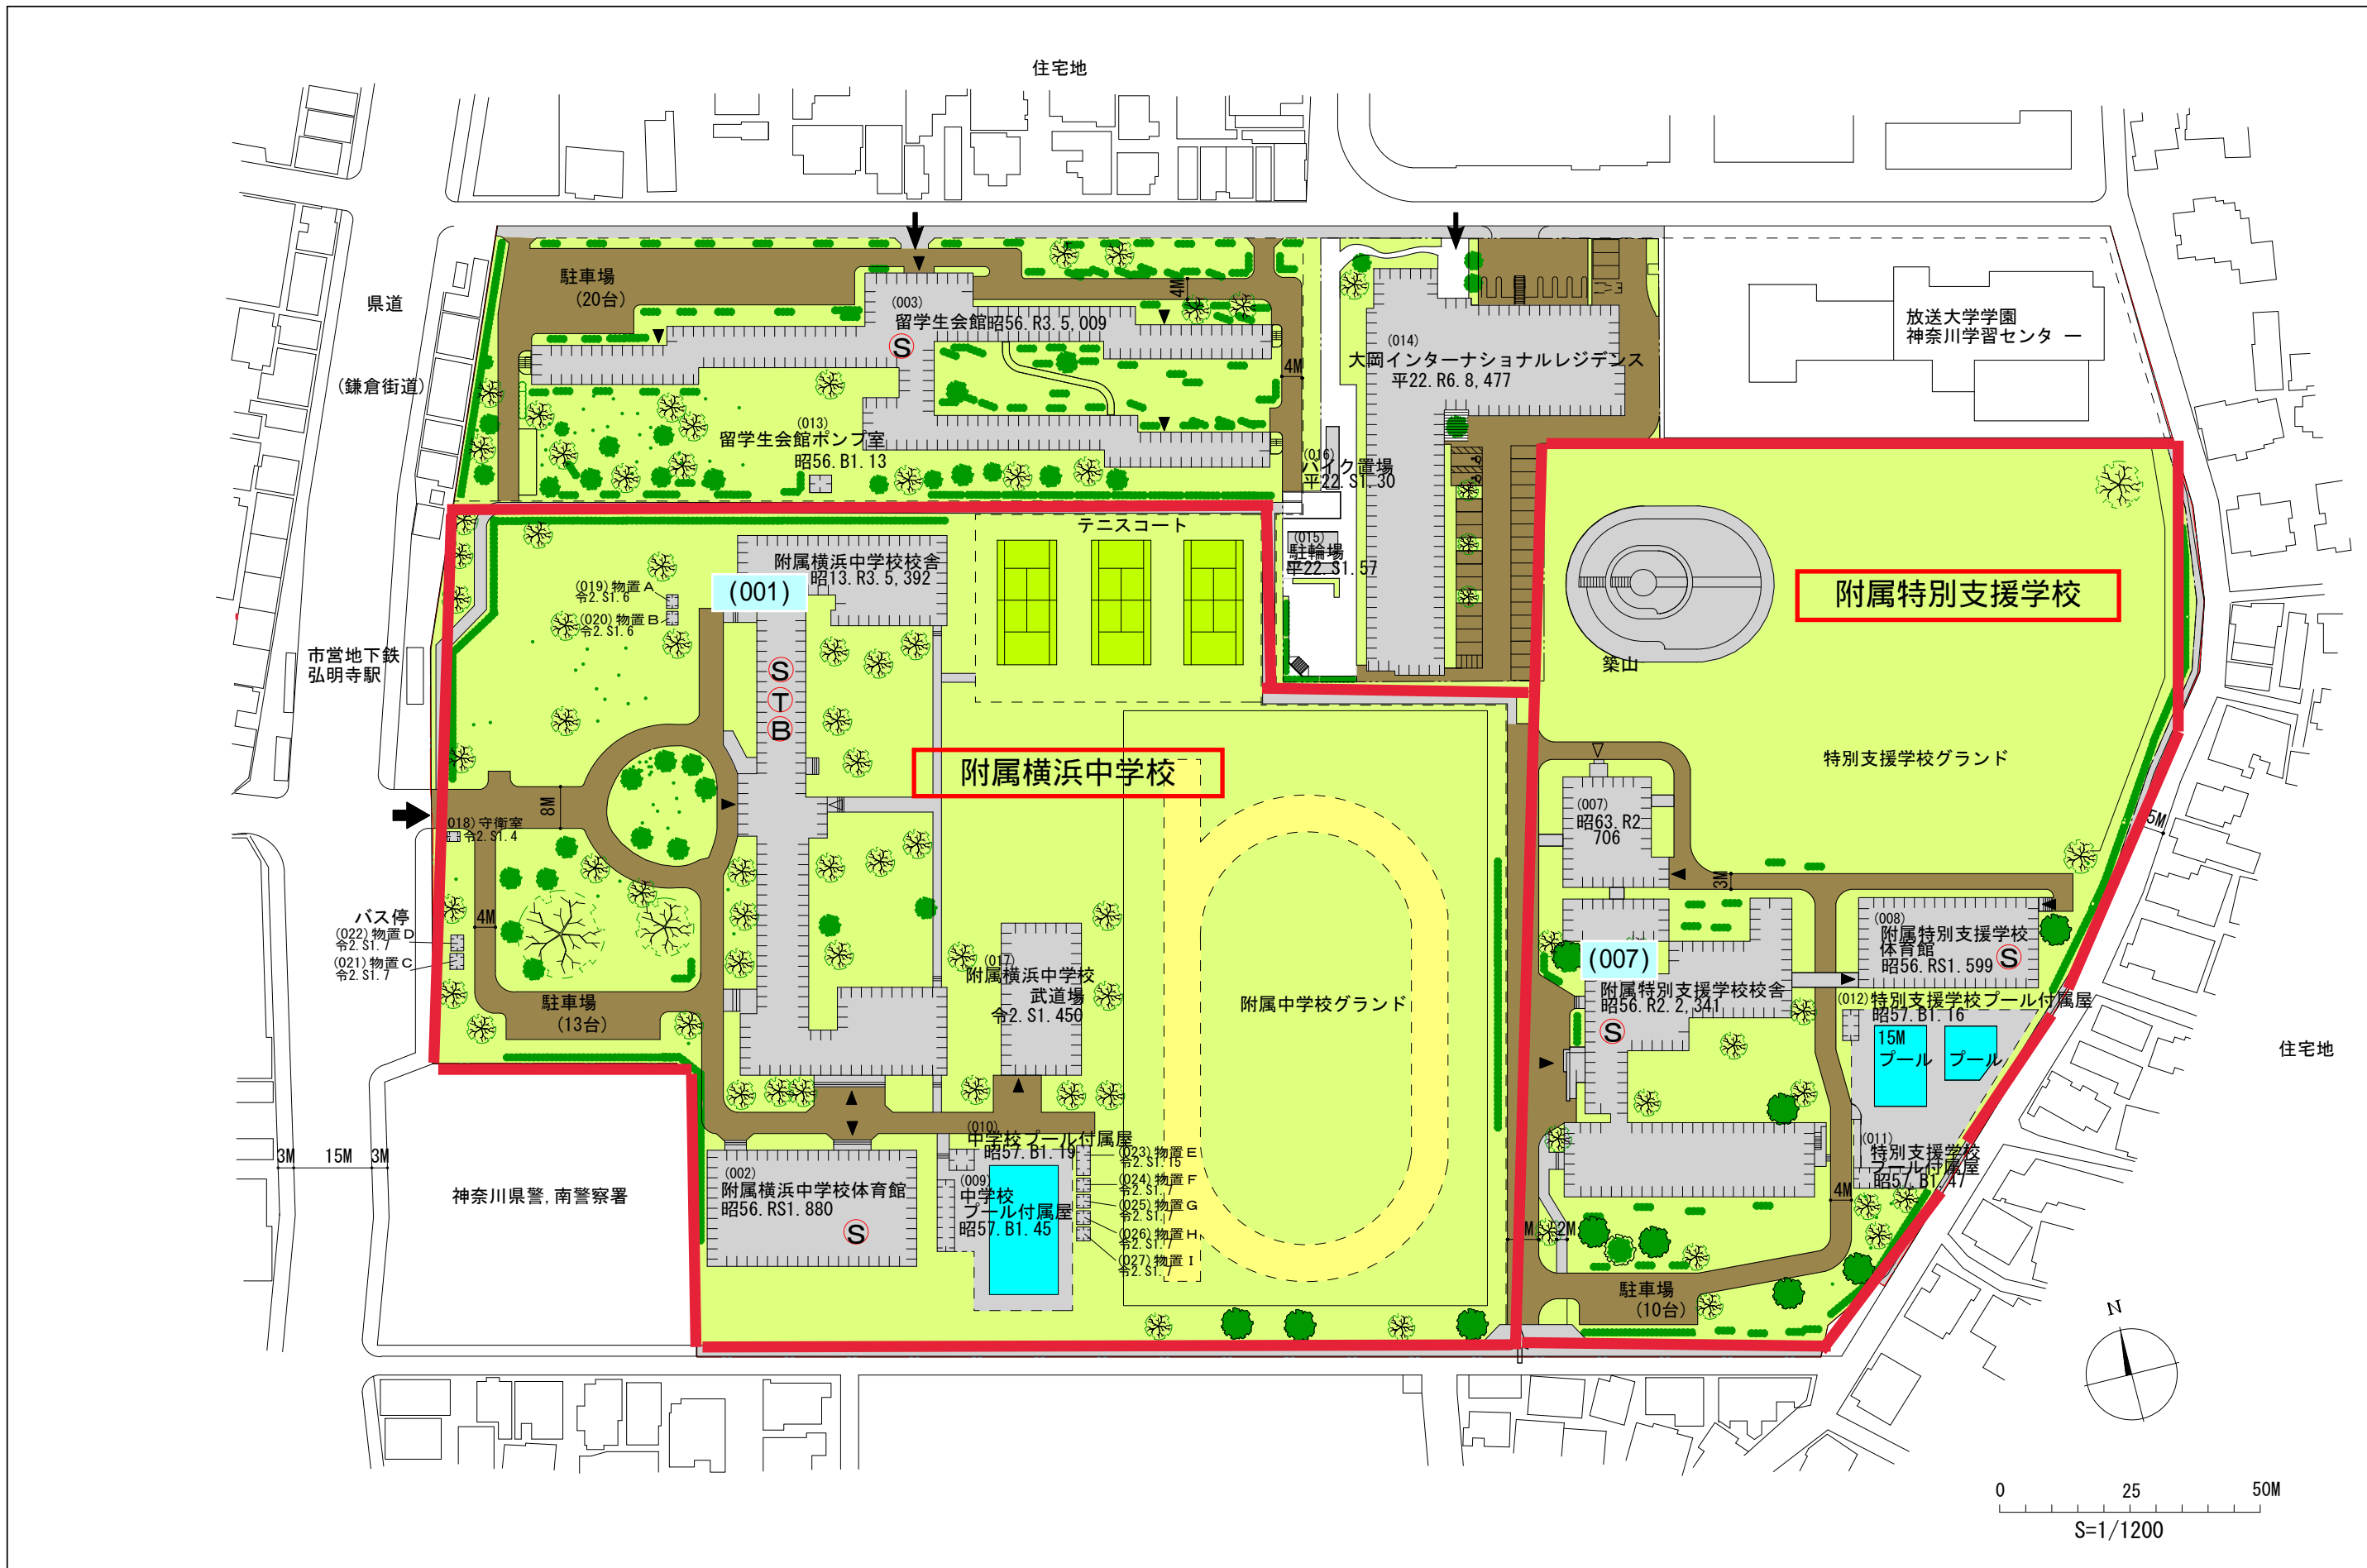 住宅地
駐車場
(20台)
県道
(鎌倉街道)
(003)
留学生会館昭56.R3.5,009
S
4M
4M
(013)
留学生会館ポンプ室
昭56.B1.13
(014)
大岡インターナショナルレジデンス
平22.R6.8,477
放送大学学園
神奈川学習センター
(016)
バイク置場
平22.S1.30
(015)
駐輪場
平22.S1.57
テニスコート
附属横浜中学校校舎
昭13.R3.5,392
(001)
(019)物置A
令2.S1.6
(020)物置B
令2.S1.6
S
T
B
市営地下鉄
弘明寺駅
附属特別支援学校
築山
特別支援学校グランド
附属横浜中学校
8M
(018)守衛室
令2.S1.4
(007)
昭63.R2
706
3M
5M
バス停
(022)物置D
令2.S1.7
(021)物置C
令2.S1.7
4M
駐車場
(13台)
(017)
附属横浜中学校
武道場
令2.S1.450
附属中学校グランド
(007)
附属特別支援学校校舎
昭56.R2.2,341
S
(008)
附属特別支援学校
体育館
昭56.RS1.599
S
(012)特別支援学校プール付属屋
昭57.B1.16
15M
プール
プール
住宅地
(011)
特別支援学校
プール付属屋
昭57.B1.47
4M
3M
15M
3M
神奈川県警,南警察署
(002)
附属横浜中学校体育館
昭56.RS1.880
S
(010)
中学校プール付属屋
昭57.B1.19
(009)
中学校
プール付属屋
昭57.B1.45
(023)物置E
令2.S1.15
(024)物置F
令2.S1.7
(025)物置G
令2.S1.7
(026)物置H
令2.S1.7
(027)物置I
令2.S1.7
M
2M
駐車場
(10台)
N
0
25
50M
S=1/1200